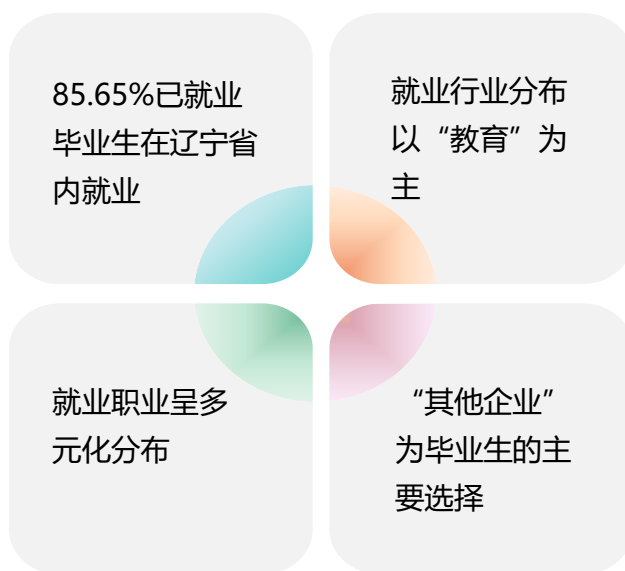 85.65%已就业
毕业生在辽宁省
内就业
就业行业分布
以“教育”为
主
就业职业呈多
元化分布
“其他企业”
为毕业生的主
要选择